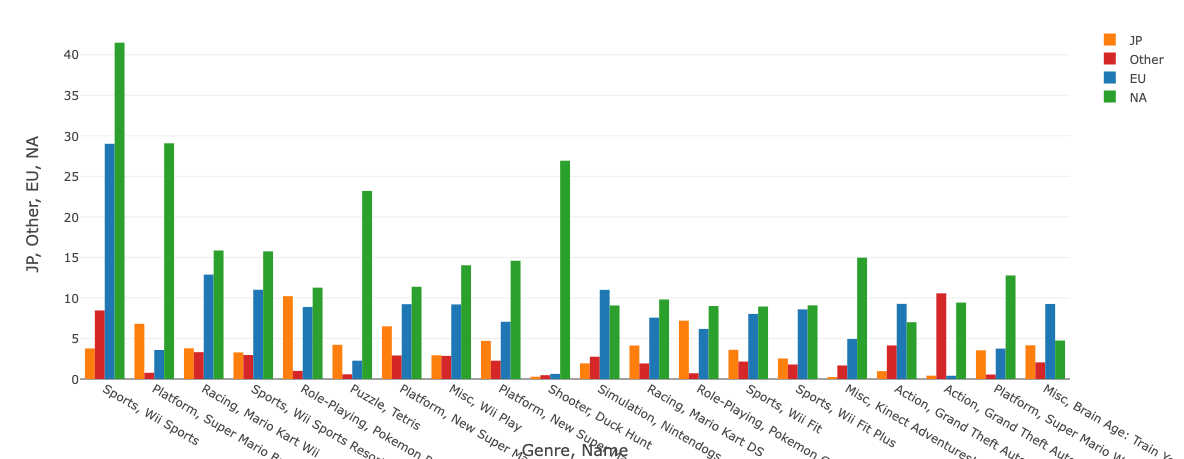 JP
Other
EU
NA
JP, Other, EU, NA
40
35
30
25
20
15
10
5
0
Sports, Wii Sports
Platform, Super Mario
Racing, Mario Kart Wii
Sports, Wii Sports
Role-Playing, Pokemon
Puzzle, Tetris
Platform, New Super
Misc, Wii Play
Platform, New Super
Shooter, Duck Hunt
Simulation, Nintendogs
Racing, Mario Kart DS
Role-Playing, Pokemon
Sports, Wii Fit
Sports, Wii Fit Plus
Misc, Kinect Adventures!
Action, Grand Theft
Action, Grand Theft
Platform, Super Mario
Misc, Brain Age: Train
Genre, Name